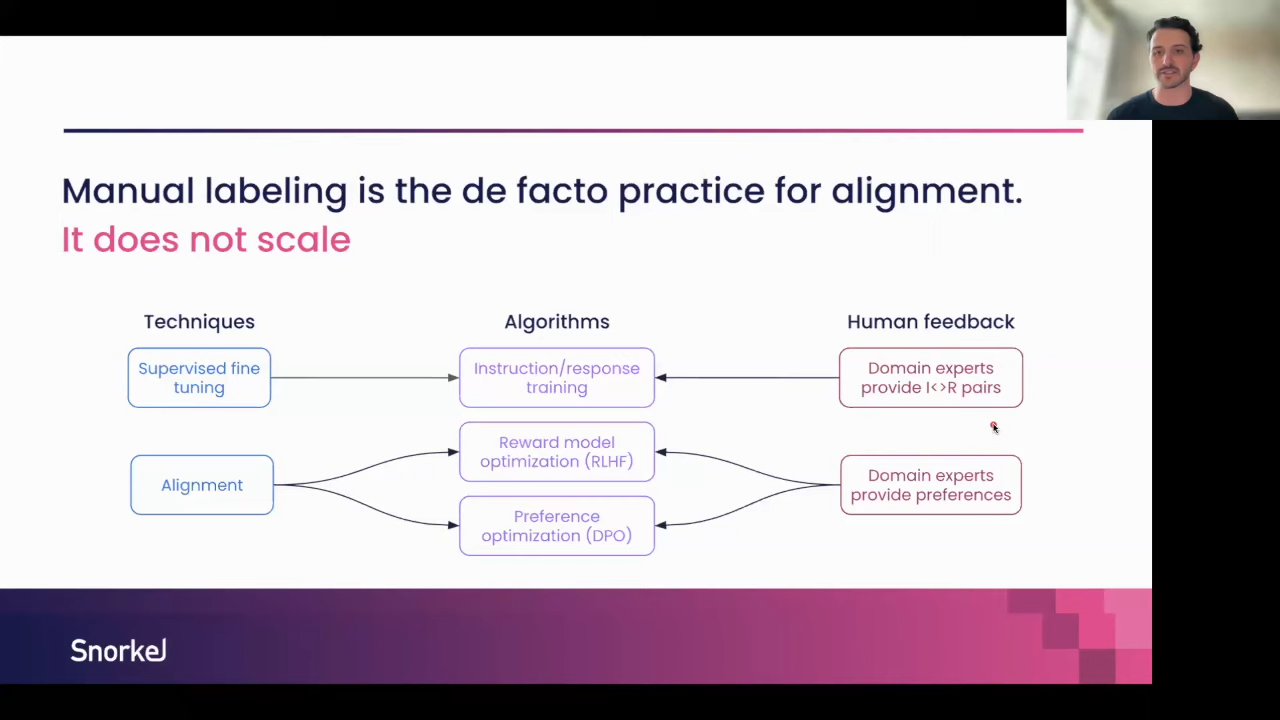 Manual labeling is the de facto practice for alignment.
It does not scale
Techniques
Algorithms
Human feedback
Supervised fine
tuning
Instruction/response
training
Domain experts
provide I<>R pairs
Reward model
optimization (RLHF)
Alignment
Domain experts
provide preferences
Preference
optimization (DPO)
Snorkel